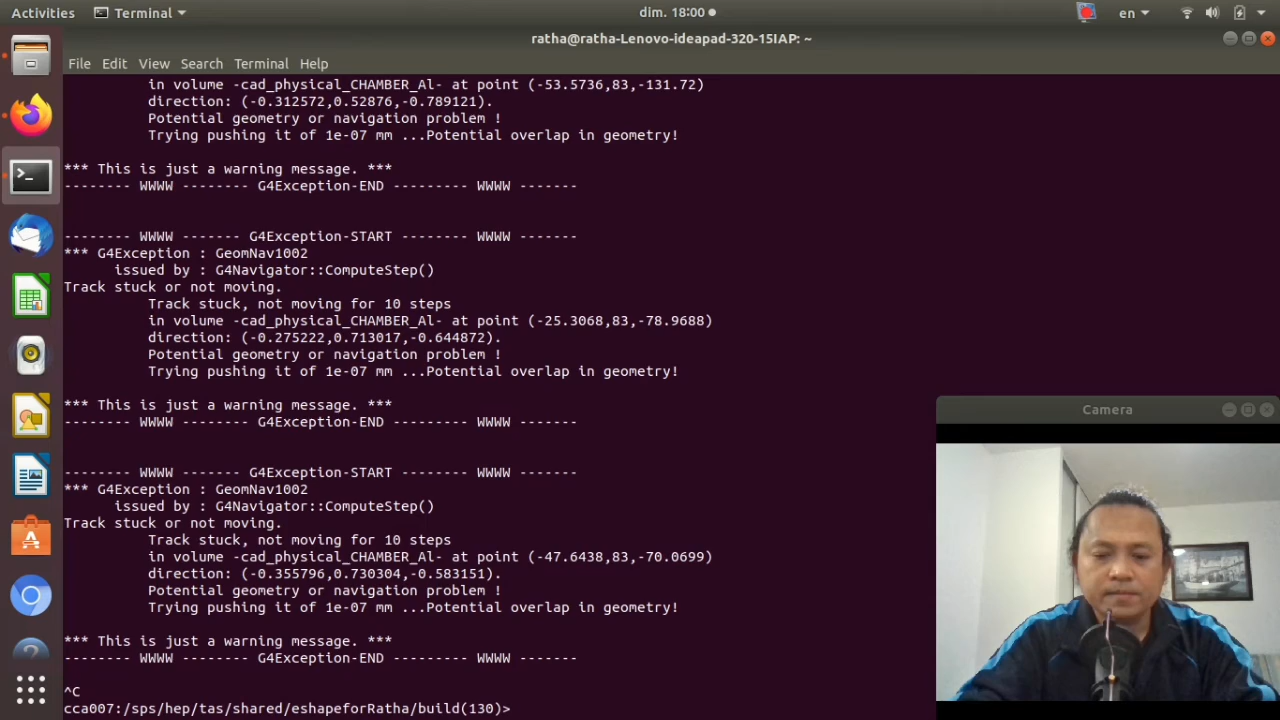 Activities
Terminal
dim. 18:00
en
ratha@ratha-Lenovo-ideapad-320-15IAP: ~
File Edit View Search Terminal Help
in volume -cad_physical_CHAMBER_Al- at point (-53.5736,83,-131.72)
direction: (-0.312572,0.52876,-0.789121).
Potential geometry or navigation problem !
Trying pushing it of 1e-07 mm ...Potential overlap in geometry!
*** This is just a warning message. ***
-------- WWWW -------- G4Exception-END --------- WWWW -------
-------- WWWW ------- G4Exception-START -------- WWWW -------
*** G4Exception : GeomNav1002
issued by : G4Navigator::ComputeStep()
Track stuck or not moving.
Track stuck, not moving for 10 steps
in volume -cad_physical_CHAMBER_Al- at point (-25.3068,83,-78.9688)
direction: (-0.275222,0.713017,-0.644872).
Potential geometry or navigation problem !
Trying pushing it of 1e-07 mm ...Potential overlap in geometry!
*** This is just a warning message. ***
-------- WWWW -------- G4Exception-END --------- WWWW -------
-------- WWWW ------- G4Exception-START -------- WWWW -------
*** G4Exception : GeomNav1002
issued by : G4Navigator::ComputeStep()
Track stuck or not moving.
Track stuck, not moving for 10 steps
in volume -cad_physical_CHAMBER_Al- at point (-47.6438,83,-70.0699)
direction: (-0.355796,0.730304,-0.583151).
Potential geometry or navigation problem !
Trying pushing it of 1e-07 mm ...Potential overlap in geometry!
*** This is just a warning message. ***
-------- WWWW -------- G4Exception-END --------- WWWW -------
^C
cca007:/sps/hep/tas/shared/eshapeforRatha/build(130)>
Camera